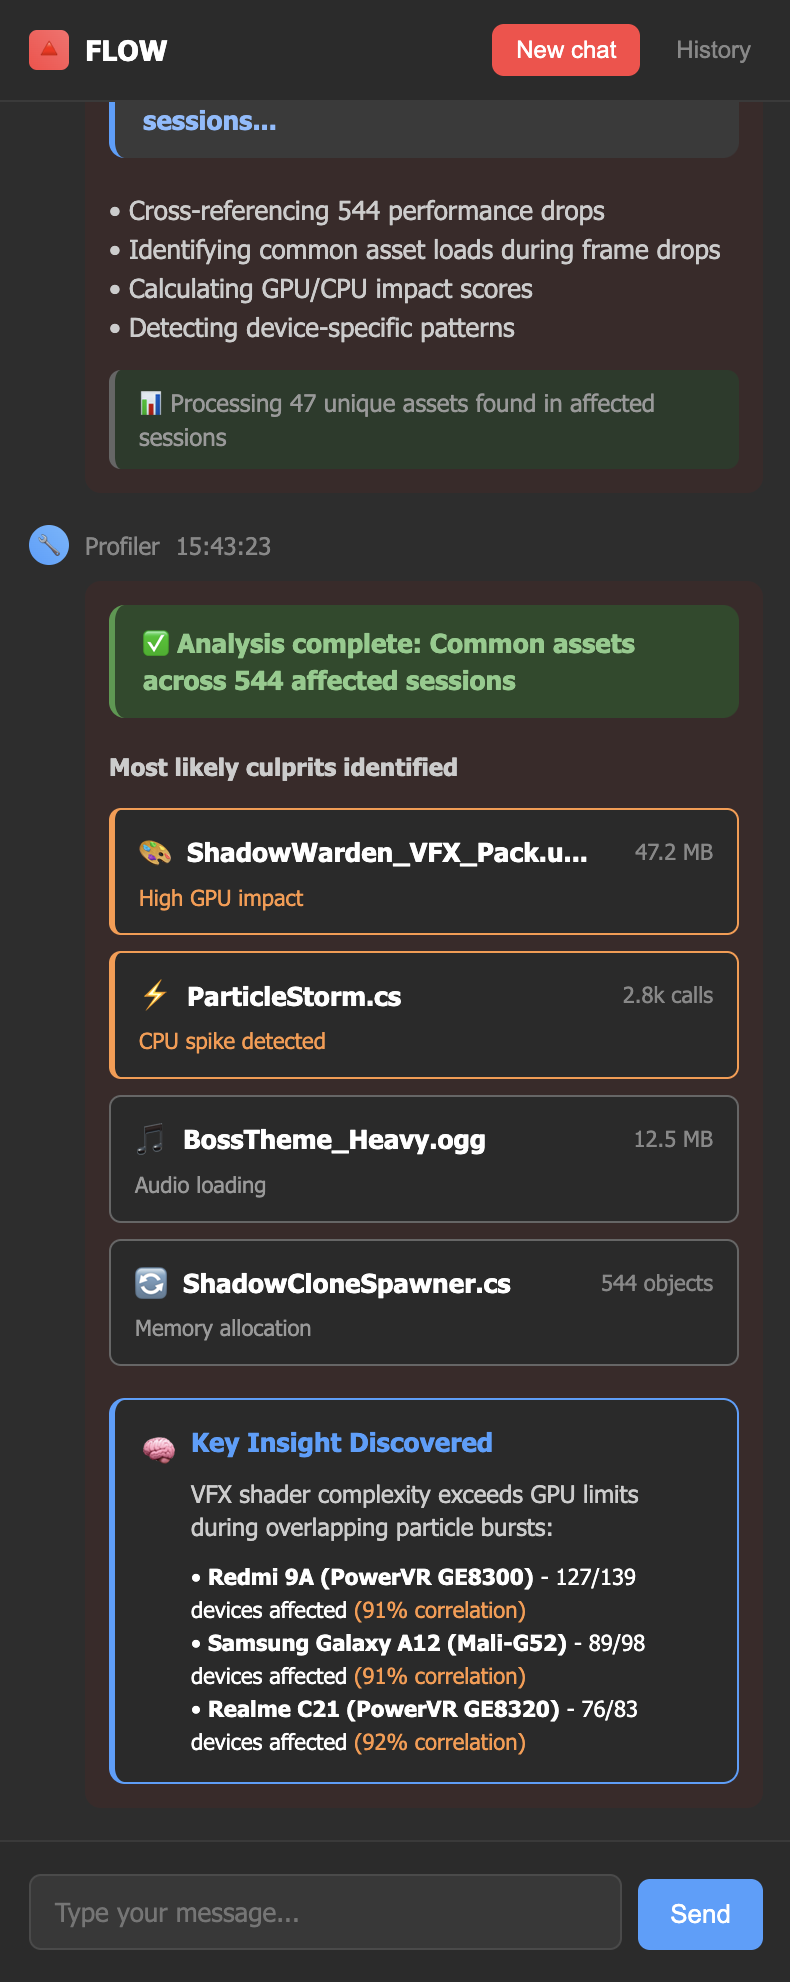 FLOW
New chat
History
sessions...
• Cross-referencing 544 performance drops
• Identifying common asset loads during frame drops
• Calculating GPU/CPU impact scores
• Detecting device-specific patterns
📊 Processing 47 unique assets found in affected
sessions
Profiler 15:43:23
✅ Analysis complete: Common assets
across 544 affected sessions
Most likely culprits identified
🎨 ShadowWarden_VFX_Pack.u... 47.2 MB
High GPU impact
⚡ ParticleStorm.cs 2.8k calls
CPU spike detected
🎵 BossTheme_Heavy.ogg 12.5 MB
Audio loading
🔄 ShadowCloneSpawner.cs 544 objects
Memory allocation
🧠 Key Insight Discovered
VFX shader complexity exceeds GPU limits
during overlapping particle bursts:
• Redmi 9A (PowerVR GE8300) - 127/139
devices affected (91% correlation)
• Samsung Galaxy A12 (Mali-G52) - 89/98
devices affected (91% correlation)
• Realme C21 (PowerVR GE8320) - 76/83
devices affected (92% correlation)
Type your message...
Send